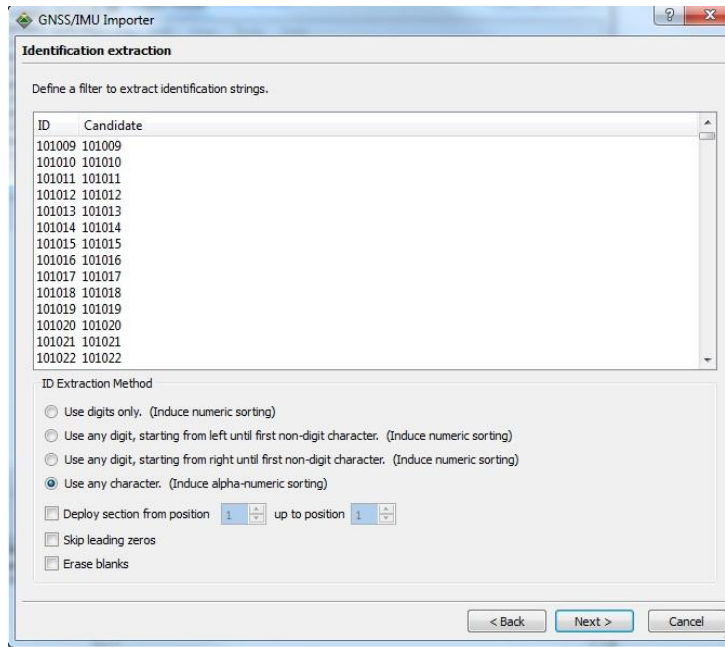 GNSS/IMU Importer
Identification extraction
Define a filter to extract identification strings.
ID Candidate
101009 101009
101010 101010
101011 101011
101012 101012
101013 101013
101014 101014
101015 101015
101016 101016
101017 101017
101018 101018
101019 101019
101020 101020
101021 101021
101022 101022
ID Extraction Method
Use digits only. (Induce numeric sorting)
Use any digit, starting from left until first non-digit character. (Induce numeric sorting)
Use any digit, starting from right until first non-digit character. (Induce numeric sorting)
Use any character. (Induce alpha-numeric sorting)
Deploy section from position 1 up to position 1
Skip leading zeros
Erase blanks
< Back Next > Cancel